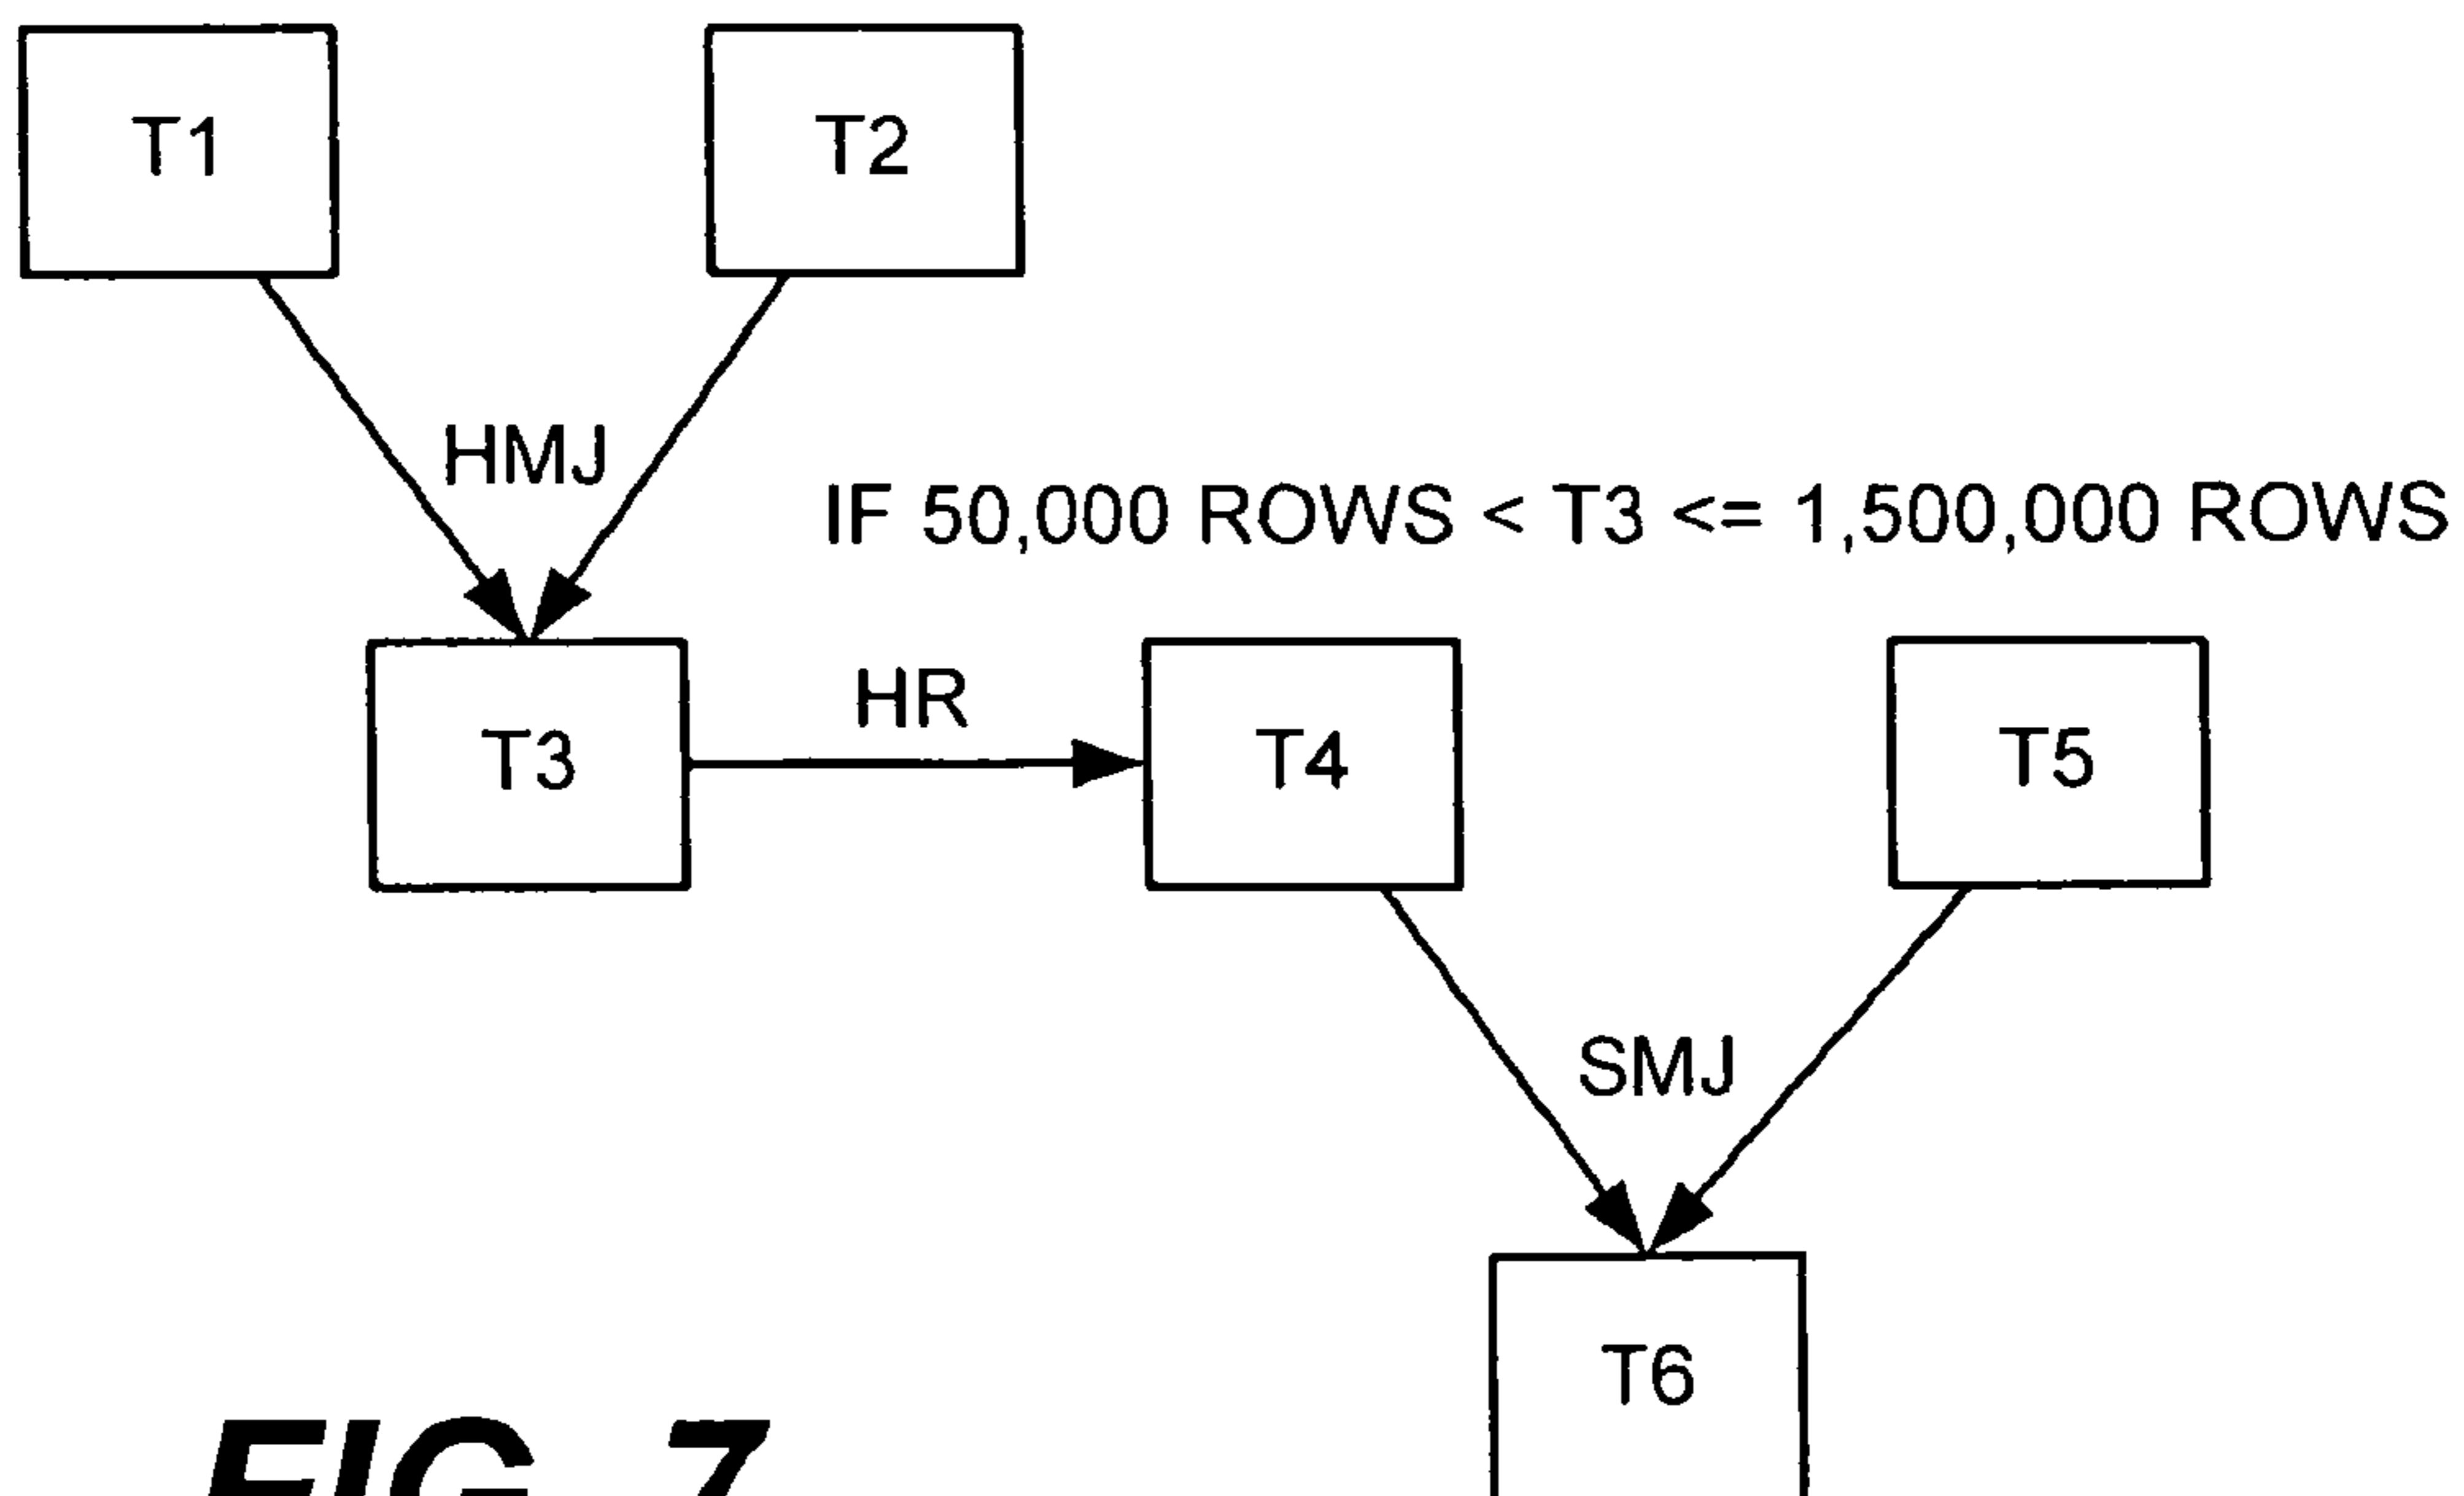 T1
T2
HMJ
IF 50,000 ROWS < T3 <= 1,500,000 ROWS
HR
T3
T4
T5
SMJ
T6
FIG. 7